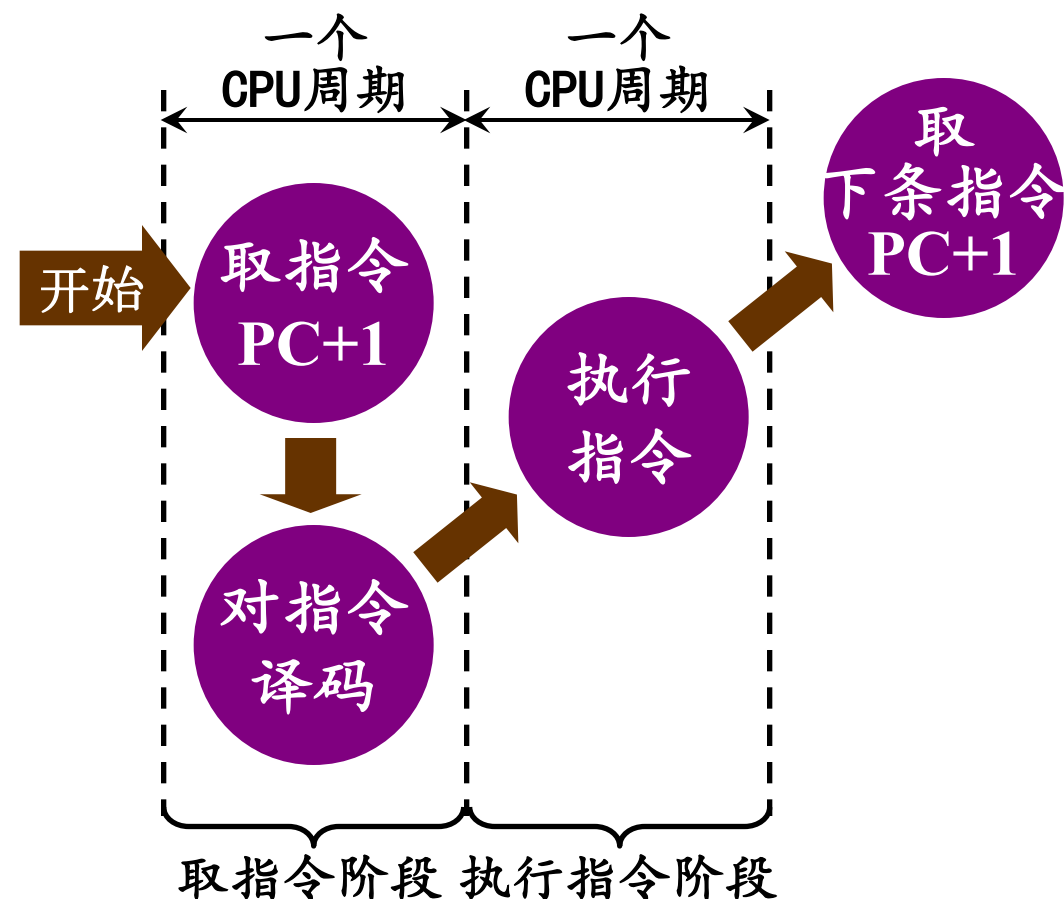 一个
CPU周期
一个
CPU周期
取
下条指令
PC+1
开始
取指令
PC+1
执行
指令
对指令
译码
取指令阶段
执行指令阶段